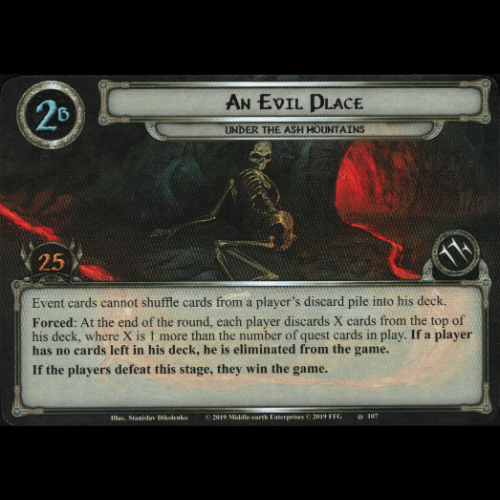 2B
AN EVIL PLACE
UNDER THE ASH MOUNTAINS
25
Event cards cannot shuffle cards from a player's discard pile into his deck.
Forced: At the end of the round, each player discards X cards from the top of
his deck, where X is 1 more than the number of quest cards in play. If a player
has no cards left in his deck, he is eliminated from the game.
If the players defeat this stage, they win the game.
Illus. Stanislav Dikolenko © 2019 Middle-earth Enterprises © 2019 FFG 107